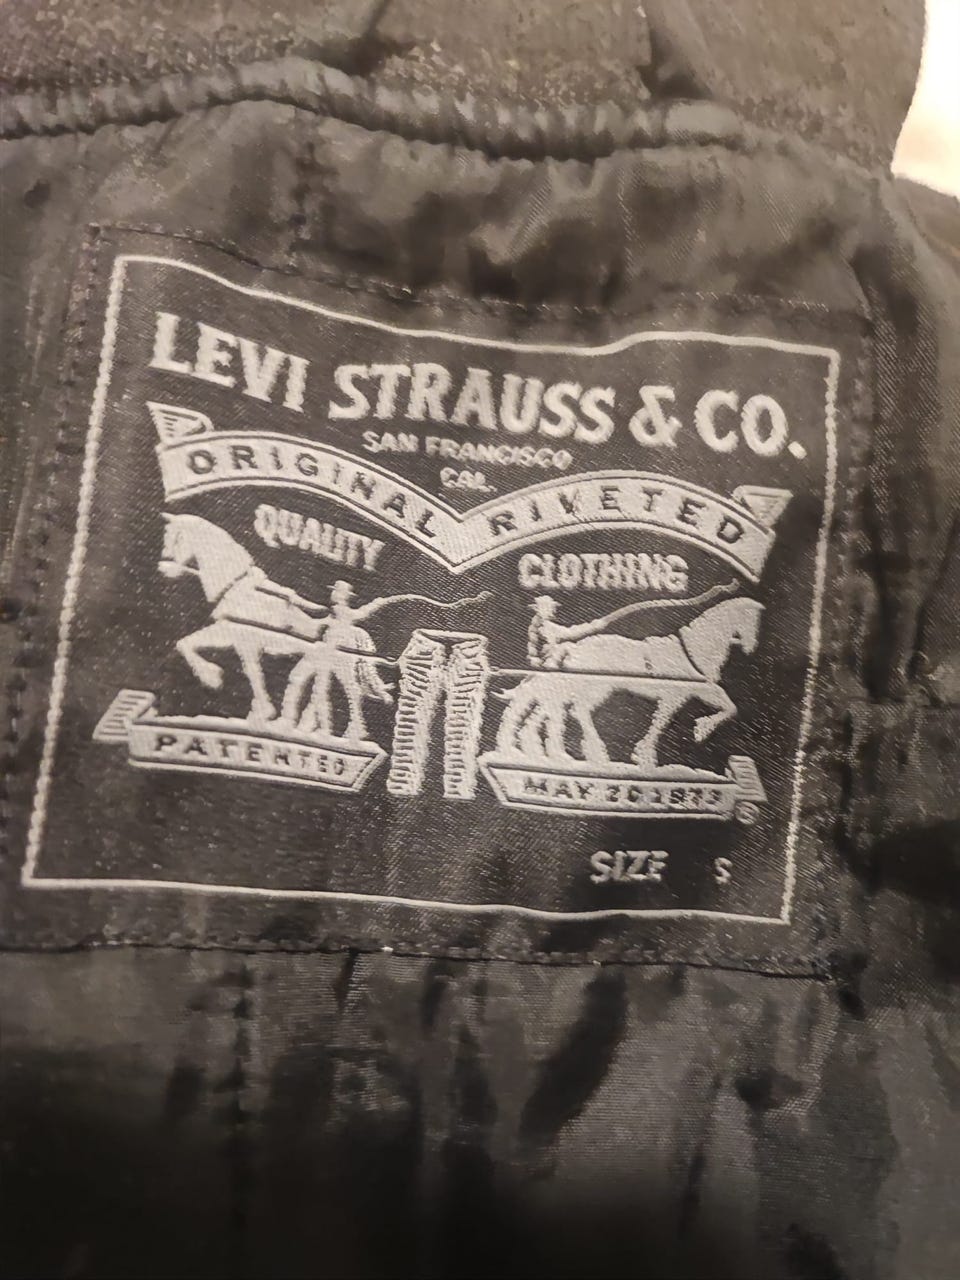 LEVI STRAUSS & CO.
SAN FRANCISCO
CAL.
ORIGINAL RIVETED
QUALITY CLOTHING
PATENTED MAY 20 1873
®
SIZE S